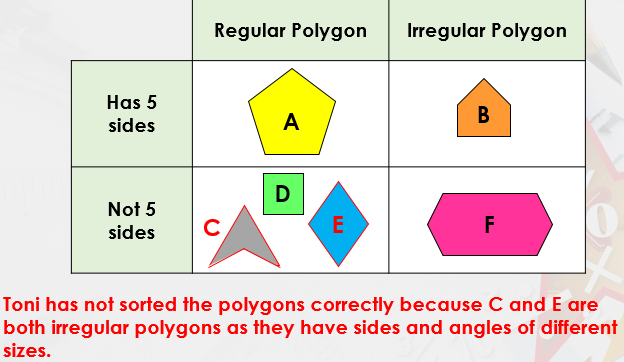 Regular Polygon Irregular Polygon
Has 5
sides
A
B
Not 5
sides
C
D
E
F
Toni has not sorted the polygons correctly because C and E are
both irregular polygons as they have sides and angles of different
sizes.